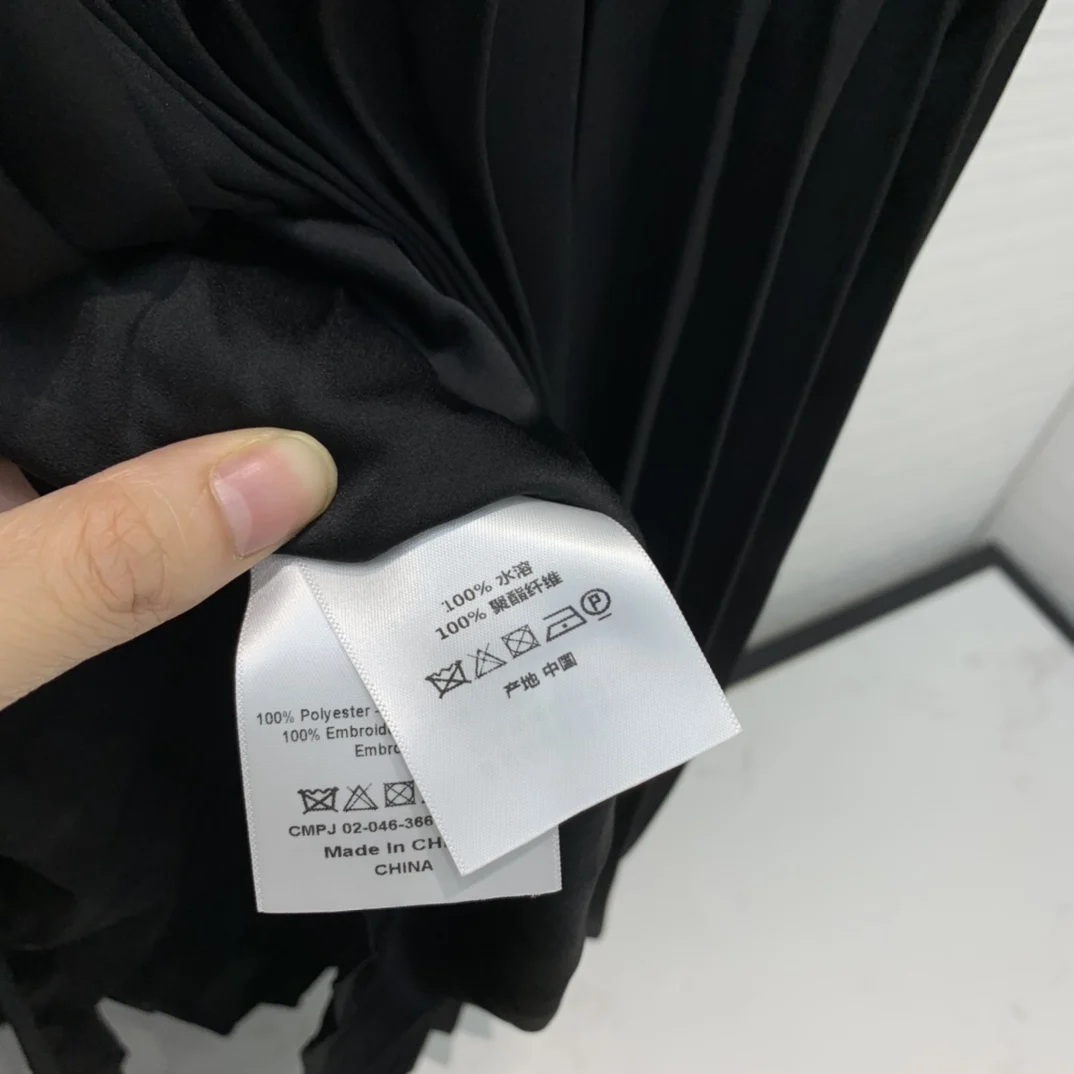 100% 水溶
100% 聚酯纤维
P
产地 中國
100% Polyester -
100% Embroid
Embro
CMPJ 02-046-366
Made In CH
CHINA